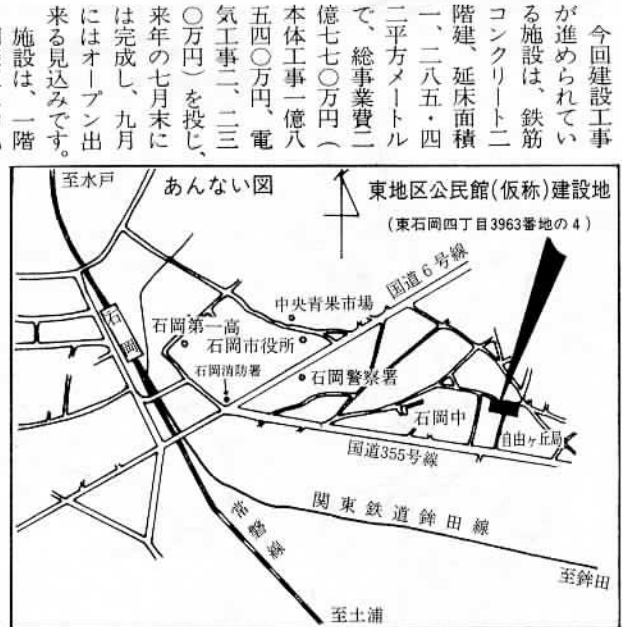 今回建設工事
が進められてい
る施設は、鉄筋
コンクリート二
階建、延床面積
一、二八五・四
二平方メートル
で、総事業費二
億七七〇万円（
本体工事一億八
五四〇万円、電
気工事二、二三
〇万円）を投じ、
来年の七月末に
は完成し、九月
にはオープン出
来る見込みです。
施設は、一階
至水戸
あんない図
東地区公民館(仮称)建設地
(東石岡四丁目3963番地の4)
国道6号線
中央青果市場
石岡
石岡第一高
石岡市役所
石岡消防署
石岡警察署
石岡中
自由ヶ丘局
国道355号線
関東鉄道鉾田線
常磐線
至鉾田
至土浦